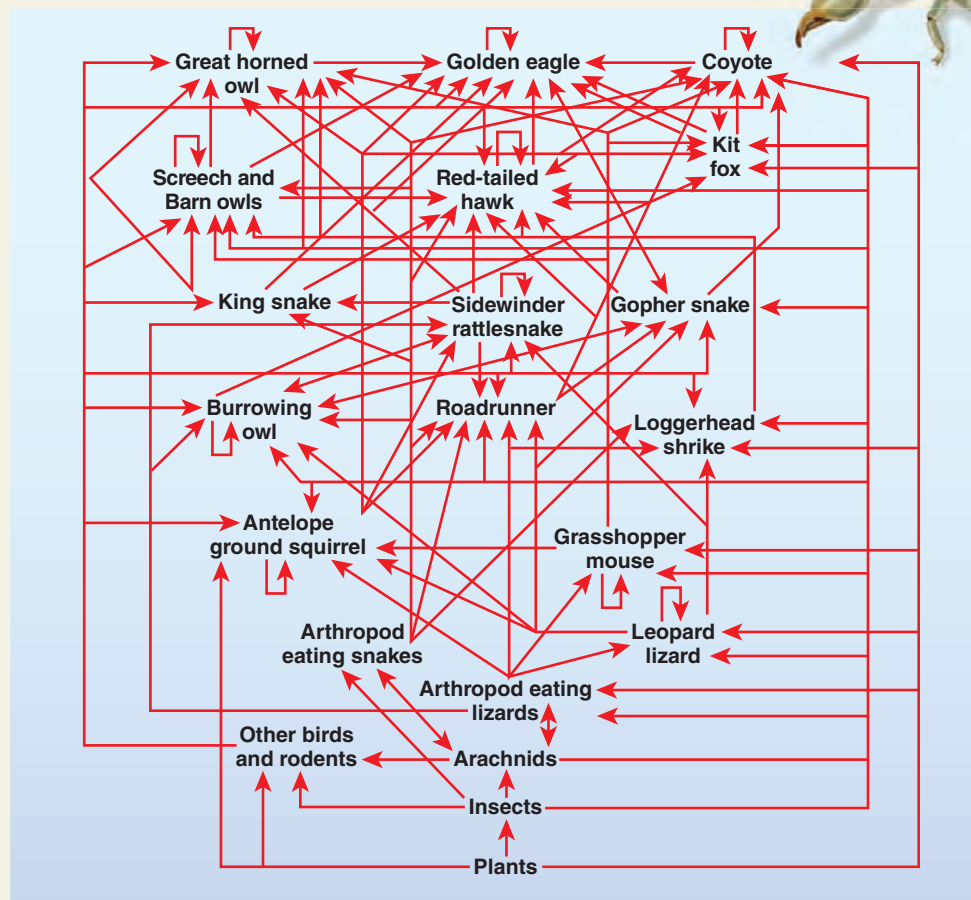 Great horned
owl
Golden eagle
Coyote
Kit
fox
Screech and
Barn owls
Red-tailed
hawk
King snake
Sidewinder
rattlesnake
Gopher snake
Burrowing
owl
Roadrunner
Loggerhead
shrike
Antelope
ground squirrel
Grasshopper
mouse
Arthropod
eating snakes
Leopard
lizard
Arthropod eating
lizards
Other birds
and rodents
Arachnids
Insects
Plants